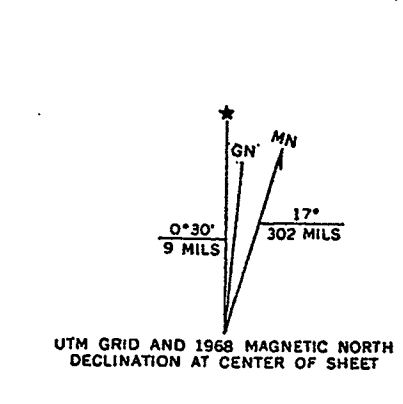 ★
GN
MN
0°30'
9 MILS
17°
302 MILS
UTM GRID AND 1968 MAGNETIC NORTH
DECLINATION AT CENTER OF SHEET